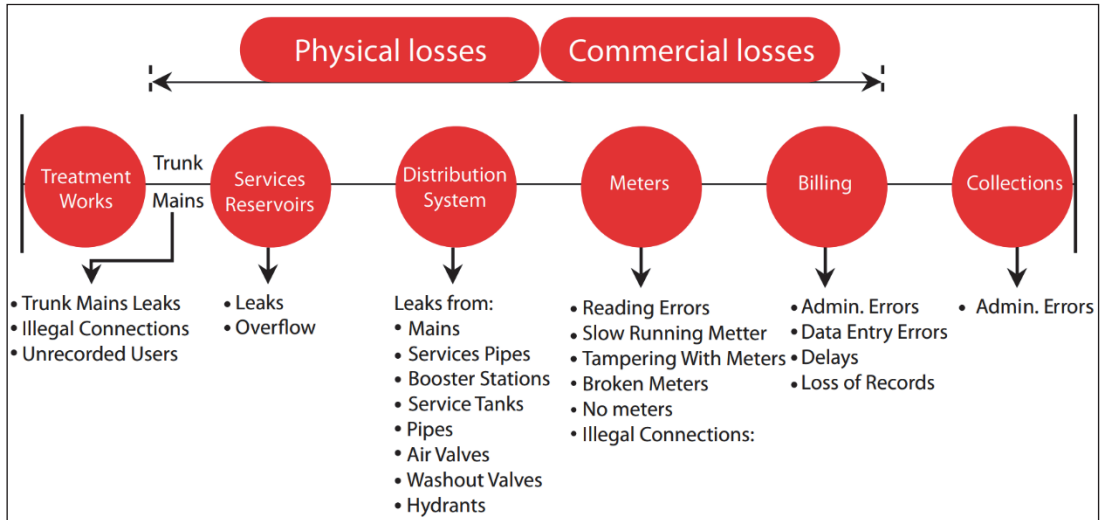 Physical losses
Commercial losses
Treatment
Works
Trunk
Mains
Services
Reservoirs
Distribution
System
Meters
Billing
Collections
• Trunk Mains Leaks
• Illegal Connections
• Unrecorded Users
• Leaks
• Overflow
Leaks from:
• Mains
• Services Pipes
• Booster Stations
• Service Tanks
• Pipes
• Air Valves
• Washout Valves
• Hydrants
• Reading Errors
• Slow Running Metter
• Tampering With Meters
• Broken Meters
• No meters
• Illegal Connections:
• Admin. Errors
• Data Entry Errors
• Delays
• Loss of Records
• Admin. Errors